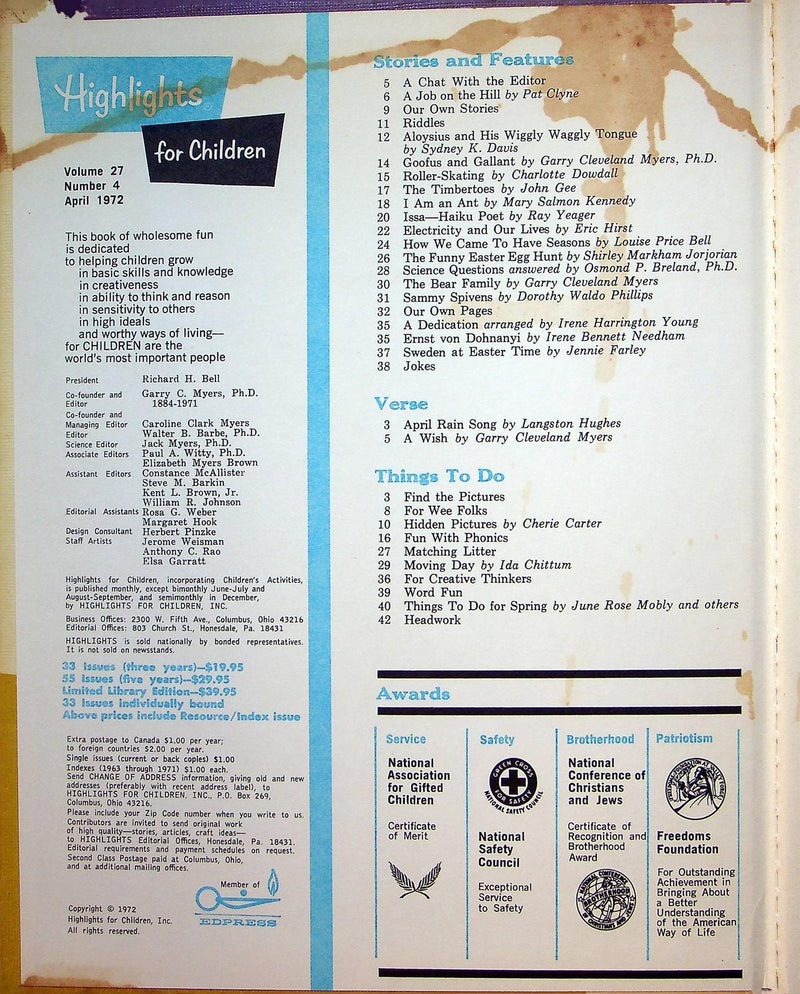 Highlights
for Children
Volume 27
Number 4
April 1972
This book of wholesome fun
is dedicated
to helping children grow
in basic skills and knowledge
in creativeness
in ability to think and reason
in sensitivity to others
in high ideals
and worthy ways of living—
for CHILDREN are the
world's most important people
President Richard H. Bell
Co-founder and Garry C. Myers, Ph.D.
Editor 1884-1971
Co-founder and
Managing Editor Caroline Clark Myers
Editor Walter B. Barbe, Ph.D.
Science Editor Jack Myers, Ph.D.
Associate Editors Paul A. Witty, Ph.D.
Elizabeth Myers Brown
Assistant Editors Constance McAllister
Steve M. Barkin
Kent L. Brown, Jr.
William R. Johnson
Editorial Assistants Rosa G. Weber
Margaret Hook
Design Consultant Herbert Pinzke
Staff Artists Jerome Weisman
Anthony C. Rao
Elsa Garratt
Highlights for Children, incorporating Children's Activities,
is published monthly, except bimonthly June-July and
August-September, and semimonthly in December,
by HIGHLIGHTS FOR CHILDREN, INC.
Business Offices: 2300 W. Fifth Ave., Columbus, Ohio 43216
Editorial Offices: 803 Church St., Honesdale, Pa. 18431
HIGHLIGHTS is sold nationally by bonded representatives.
It is not sold on newsstands.
33 Issues (three years)—$19.95
55 Issues (five years)—$29.95
Limited Library Edition—$39.95
33 Issues individually bound
Above prices include Resource/Index issue
Extra postage to Canada $1.00 per year;
to foreign countries $2.00 per year.
Single issues (current or back copies) $1.00
Indexes (1963 through 1971) $1.00 each.
Send CHANGE OF ADDRESS information, giving old and new
addresses (preferably with recent address label), to
HIGHLIGHTS FOR CHILDREN, INC., P.O. Box 269,
Columbus, Ohio 43216.
Please include your Zip Code number when you write to us.
Contributors are invited to send original work
of high quality—stories, articles, craft ideas—
to HIGHLIGHTS Editorial Offices, Honesdale, Pa. 18431.
Editorial requirements and payment schedules on request.
Second Class Postage paid at Columbus, Ohio,
and at additional mailing offices.
Member of
EDPRESS
Copyright © 1972
Highlights for Children, Inc.
All rights reserved.
Stories and Features
5 A Chat With the Editor
6 A Job on the Hill by Pat Clyne
9 Our Own Stories
11 Riddles
12 Aloysius and His Wiggly Waggly Tongue
by Sydney K. Davis
14 Goofus and Gallant by Garry Cleveland Myers, Ph.D.
15 Roller-Skating by Charlotte Dowdall
17 The Timbertoes by John Gee
18 I Am an Ant by Mary Salmon Kennedy
20 Issa—Haiku Poet by Ray Yeager
22 Electricity and Our Lives by Eric Hirst
24 How We Came To Have Seasons by Louise Price Bell
26 The Funny Easter Egg Hunt by Shirley Markham Jorjorian
28 Science Questions answered by Osmond P. Breland, Ph.D.
30 The Bear Family by Garry Cleveland Myers
31 Sammy Spivens by Dorothy Waldo Phillips
32 Our Own Pages
35 A Dedication arranged by Irene Harrington Young
35 Ernst von Dohnanyi by Irene Bennett Needham
37 Sweden at Easter Time by Jennie Farley
38 Jokes
Verse
3 April Rain Song by Langston Hughes
5 A Wish by Garry Cleveland Myers
Things To Do
3 Find the Pictures
8 For Wee Folks
10 Hidden Pictures by Cherie Carter
16 Fun With Phonics
27 Matching Litter
29 Moving Day by Ida Chittum
36 For Creative Thinkers
39 Word Fun
40 Things To Do for Spring by June Rose Mobly and others
42 Headwork
Awards
Service
National
Association
for Gifted
Children
Certificate
of Merit
Safety
GREEN CROSS
FOR SAFETY
NATIONAL SAFETY COUNCIL
National
Safety
Council
Exceptional
Service
to Safety
Brotherhood
National
Conference of
Christians
and Jews
Certificate of
Recognition and
Brotherhood
Award
NATIONAL CONFERENCE
BROTHERHOOD
OF CHRISTIANS AND JEWS
Patriotism
Freedoms
Foundation
For Outstanding
Achievement in
Bringing About
a Better
Understanding
of the American
Way of Life